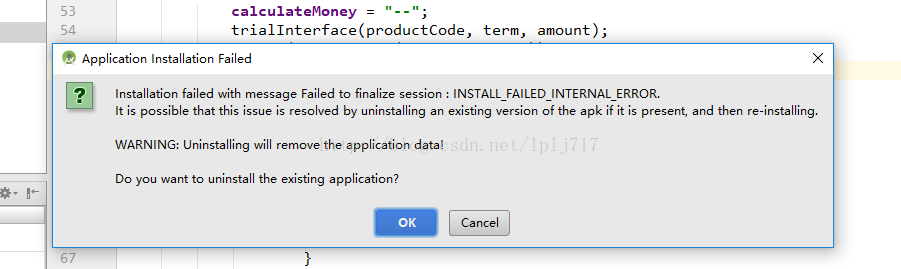 53 calculateMoney = "--";
54 trialInterface(productCode, term, amount);
Application Installation Failed
Installation failed with message Failed to finalize session : INSTALL_FAILED_INTERNAL_ERROR.
It is possible that this issue is resolved by uninstalling an existing version of the apk if it is present, and then re-installing.
WARNING: Uninstalling will remove the application data!
Do you want to uninstall the existing application?
OK Cancel
67 }